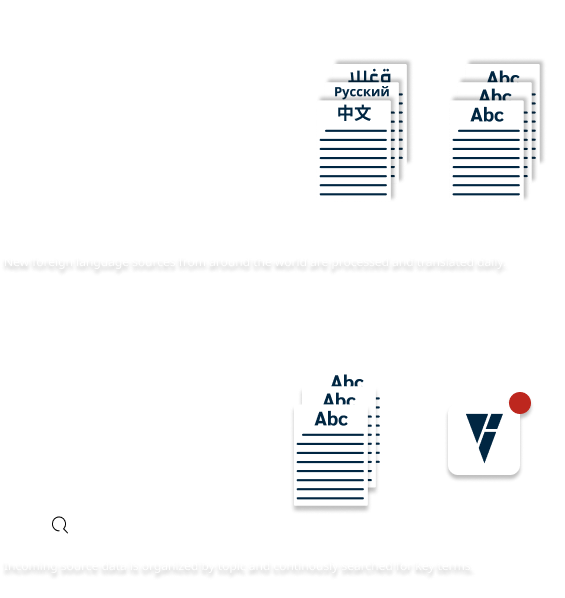 Русский
中文
Abc
Abc
Abc
New foreign language sources from around the world are processed and translated daily.
Abc
Abc
Abc
Incoming source data is organized by topic and continously searched for key terms.